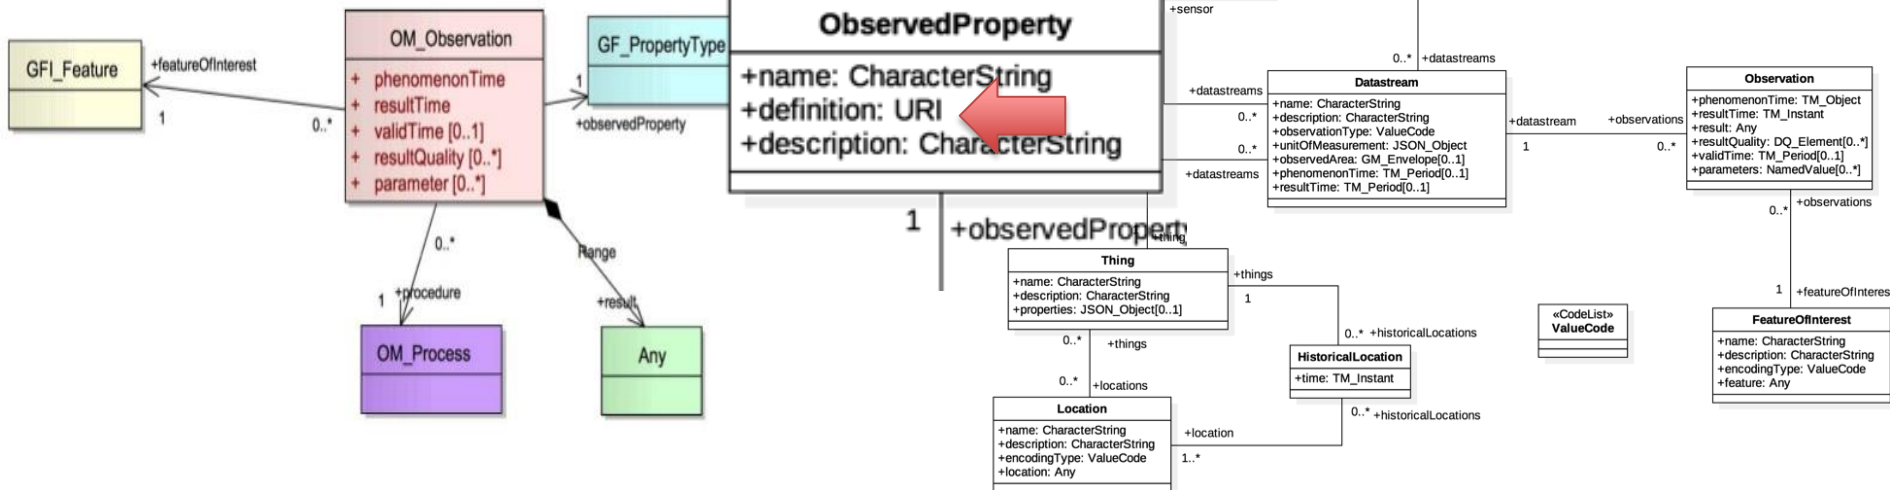 GFI_Feature
+featureOfInterest
1
0..*
OM_Observation
+ phenomenonTime
+ resultTime
+ validTime [0..1]
+ resultQuality [0..*]
+ parameter [0..*]
0..*
1
+procedure
OM_Process
Range
+result
Any
GF_PropertyType
1
+observedProperty
ObservedProperty
+name: CharacterString
+definition: URI
+description: CharacterString
1
+observedProperty
+sensor
+datastreams
0..*
0..*
+datastreams
0..* +datastreams
Datastream
+name: CharacterString
+description: CharacterString
+observationType: ValueCode
+unitOfMeasurement: JSON_Object
+observedArea: GM_Envelope[0..1]
+phenomenonTime: TM_Period[0..1]
+resultTime: TM_Period[0..1]
+datastream
1
+observations
0..*
Observation
+phenomenonTime: TM_Object
+resultTime: TM_Instant
+result: Any
+resultQuality: DQ_Element[0..*]
+validTime: TM_Period[0..1]
+parameters: NamedValue[0..*]
0..*
+observations
1
+featureOfInteres
FeatureOfInterest
+name: CharacterString
+description: CharacterString
+encodingType: ValueCode
+feature: Any
«CodeList»
ValueCode
+thing
Thing
+name: CharacterString
+description: CharacterString
+properties: JSON_Object[0..1]
+things
1
0..* +historicalLocations
HistoricalLocation
+time: TM_Instant
0..* +historicalLocations
0..*
+things
0..*
+locations
Location
+name: CharacterString
+description: CharacterString
+encodingType: ValueCode
+location: Any
+location
1..*